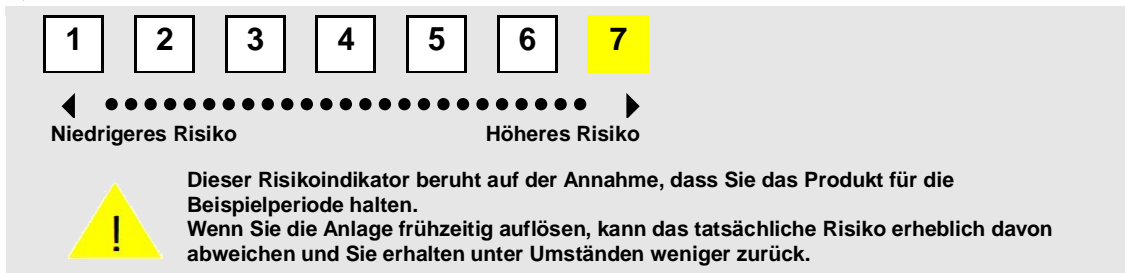 1 2 3 4 5 6 7
Niedrigeres Risiko Höheres Risiko
Dieser Risikoindikator beruht auf der Annahme, dass Sie das Produkt für die
Beispielperiode halten.
Wenn Sie die Anlage frühzeitig auflösen, kann das tatsächliche Risiko erheblich davon
abweichen und Sie erhalten unter Umständen weniger zurück.
!